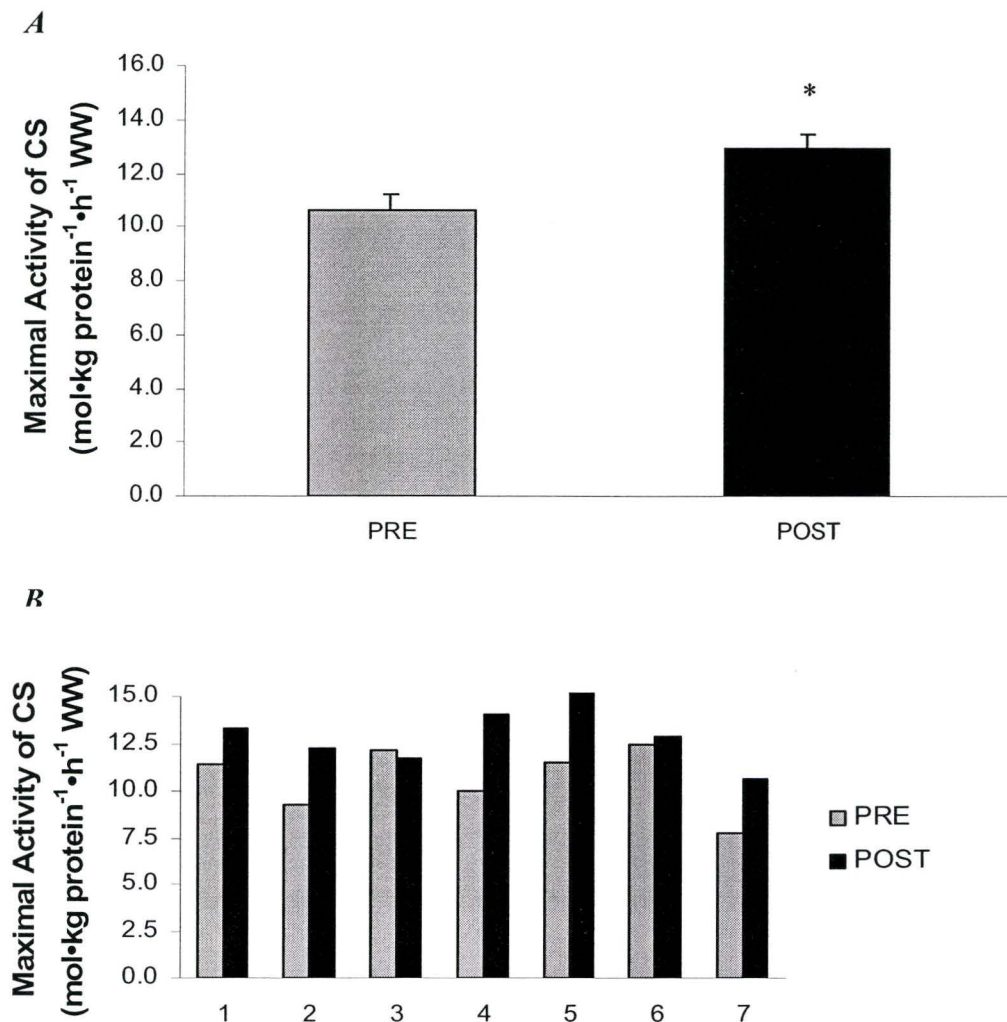 A
Maximal Activity of CS
(mol•kg protein⁻¹•h⁻¹ WW)
16.0
14.0
12.0
10.0
8.0
6.0
4.0
2.0
0.0
*
PRE
POST
B
Maximal Activity of CS
(mol•kg protein⁻¹•h⁻¹ WW)
15.0
12.5
10.0
7.5
5.0
2.5
0.0
1 2 3 4 5 6 7
PRE
POST